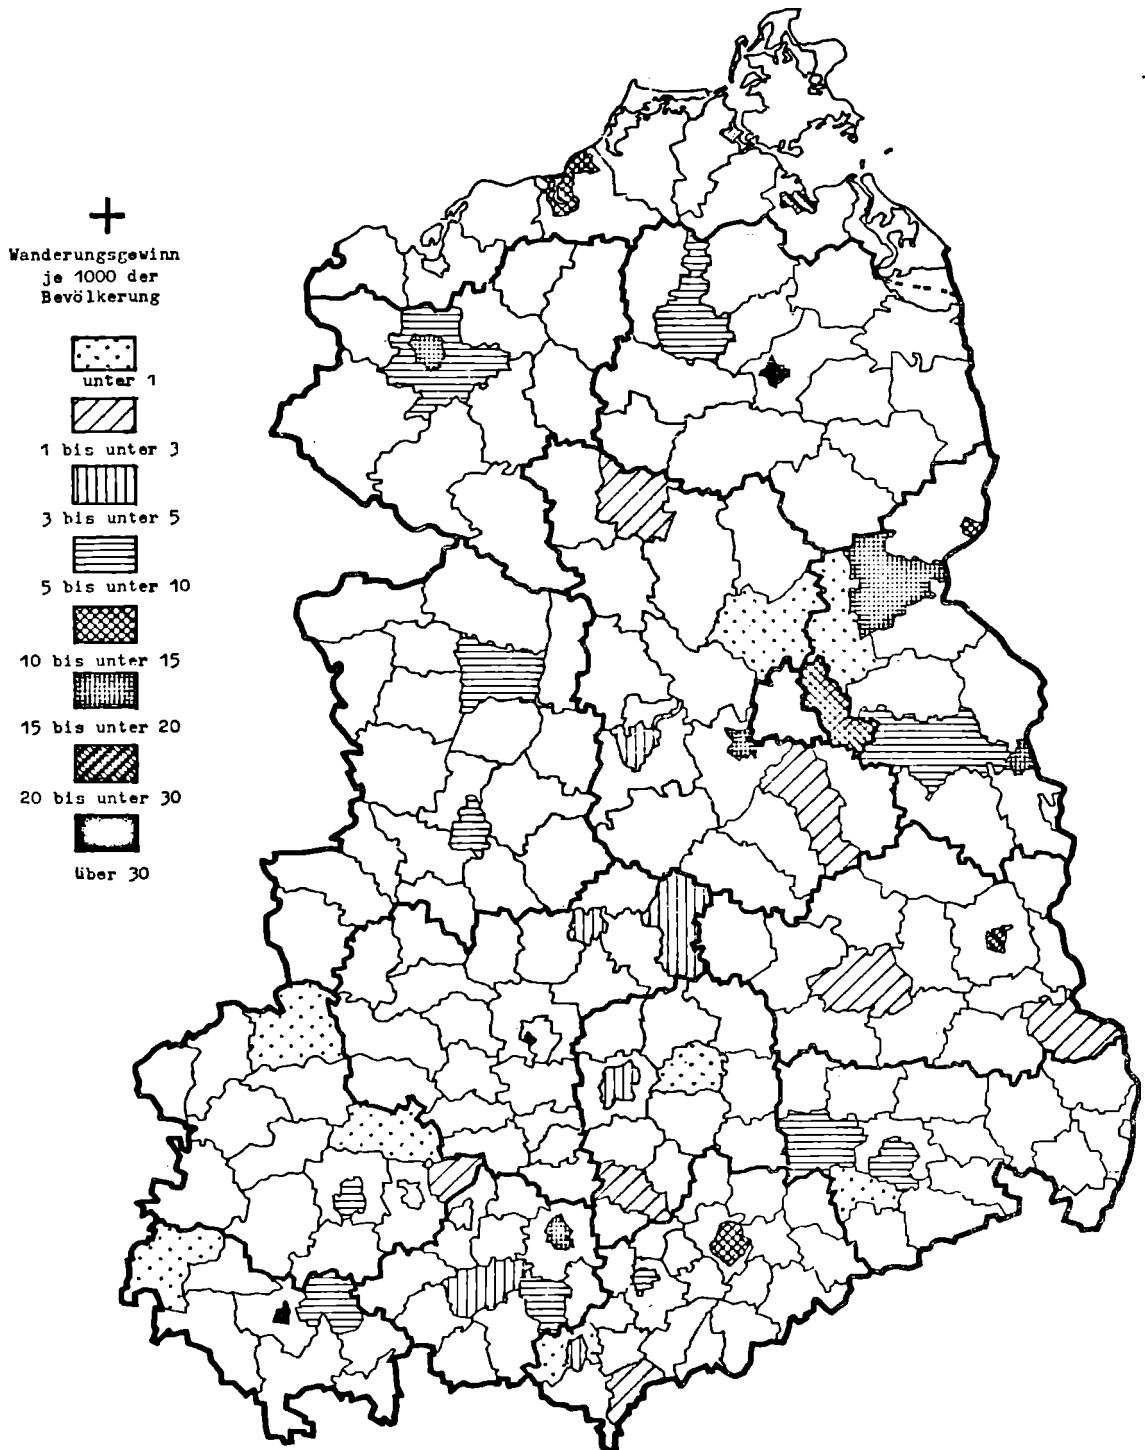 +
Wanderungsgewinn
je 1000 der
Bevölkerung
unter 1
1 bis unter 3
3 bis unter 5
5 bis unter 10
10 bis unter 15
15 bis unter 20
20 bis unter 30
über 30